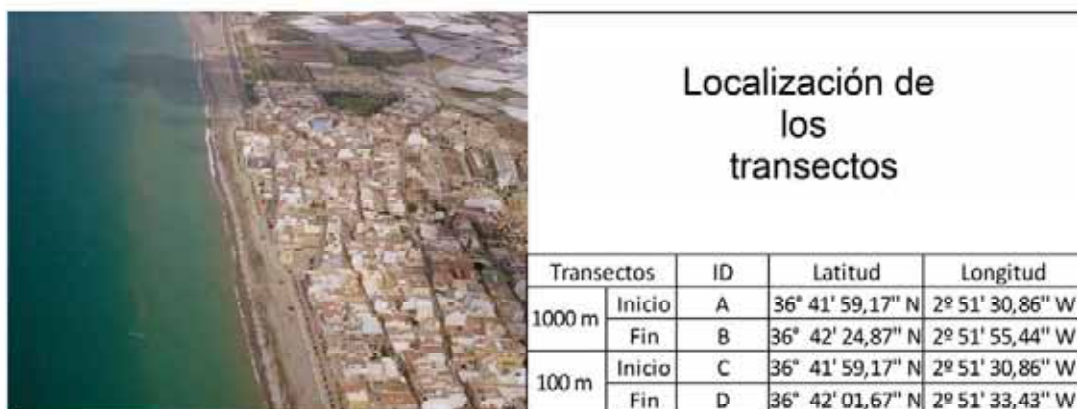 Localización de
los
transectos
Transectos ID Latitud Longitud
1000 m Inicio A 36° 41' 59,17" N 2º 51' 30,86" W
Fin B 36° 42' 24,87" N 2º 51' 55,44" W
100 m Inicio C 36° 41' 59,17" N 2º 51' 30,86" W
Fin D 36° 42' 01,67" N 2º 51' 33,43" W